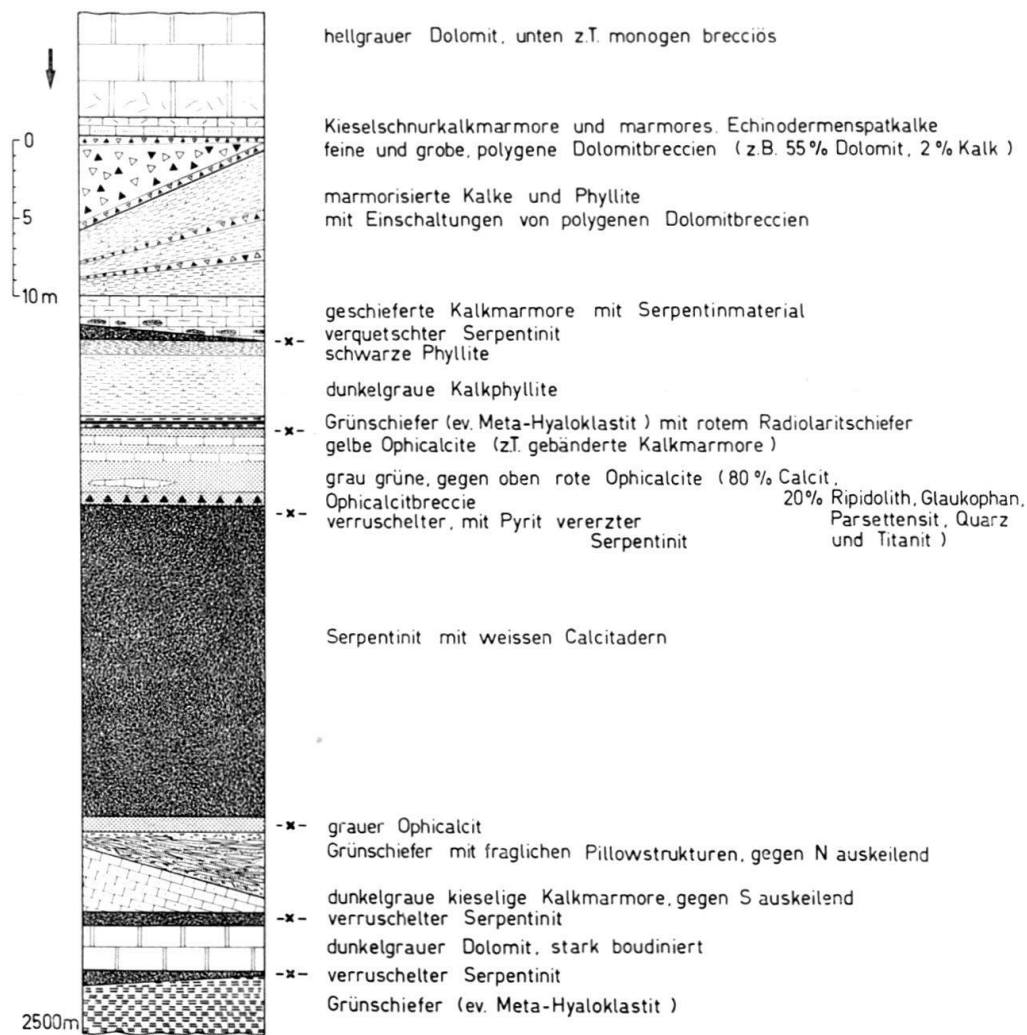 hellgrauer Dolomit, unten z.T. monogen brecciös
Kieselschnurkalkmarmore und marmores. Echinodermenspatkalke
0
feine und grobe, polygene Dolomitbreccien ( z.B. 55 % Dolomit, 2 % Kalk )
marmorisierte Kalke und Phyllite
5
mit Einschaltungen von polygenen Dolomitbreccien
10 m
geschieferte Kalkmarmore mit Serpentinmaterial
-x- verquetschter Serpentinit
schwarze Phyllite
dunkelgraue Kalkphyllite
Grünschiefer (ev. Meta-Hyaloklastit ) mit rotem Radiolaritschiefer
-x-
gelbe Ophicalcite (z.T. gebänderte Kalkmarmore )
grau grüne, gegen oben rote Ophicalcite ( 80 % Calcit,
Ophicalcitbreccie 20% Ripidolith, Glaukophan,
-x-
verruschelter, mit Pyrit vererzter Parsettensit, Quarz
Serpentinit und Titanit )
Serpentinit mit weissen Calcitadern
-x- grauer Ophicalcit
Grünschiefer mit fraglichen Pillowstrukturen, gegen N auskeilend
dunkelgraue kieselige Kalkmarmore, gegen S auskeilend
-x- verruschelter Serpentinit
dunkelgrauer Dolomit, stark boudiniert
-x- verruschelter Serpentinit
Grünschiefer (ev. Meta-Hyaloklastit )
2500m